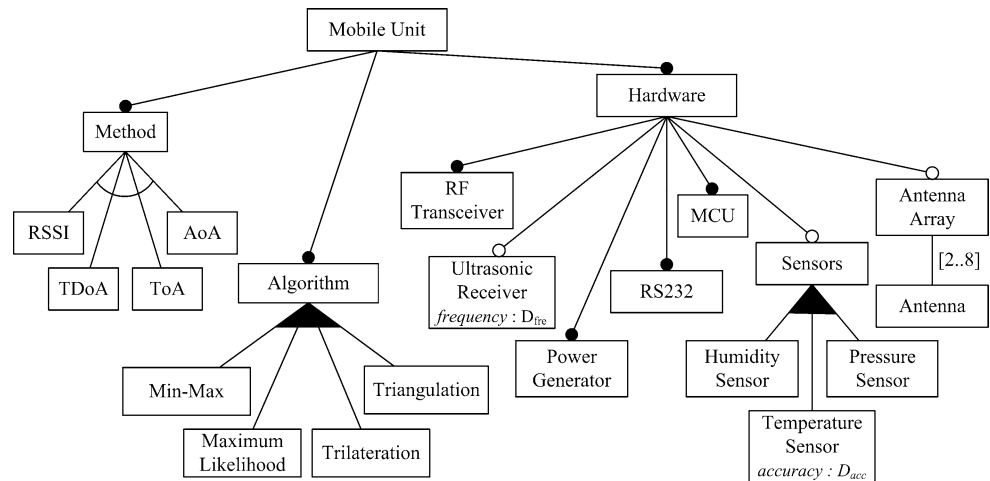 Mobile Unit
Method
RSSI
TDoA
ToA
AoA
Algorithm
Min-Max
Maximum
Likelihood
Trilateration
Triangulation
Hardware
RF
Transceiver
Ultrasonic
Receiver
frequency : Dfre
Power
Generator
RS232
MCU
Sensors
Humidity
Sensor
Temperature
Sensor
accuracy : Dacc
Pressure
Sensor
Antenna
Array
[2..8]
Antenna